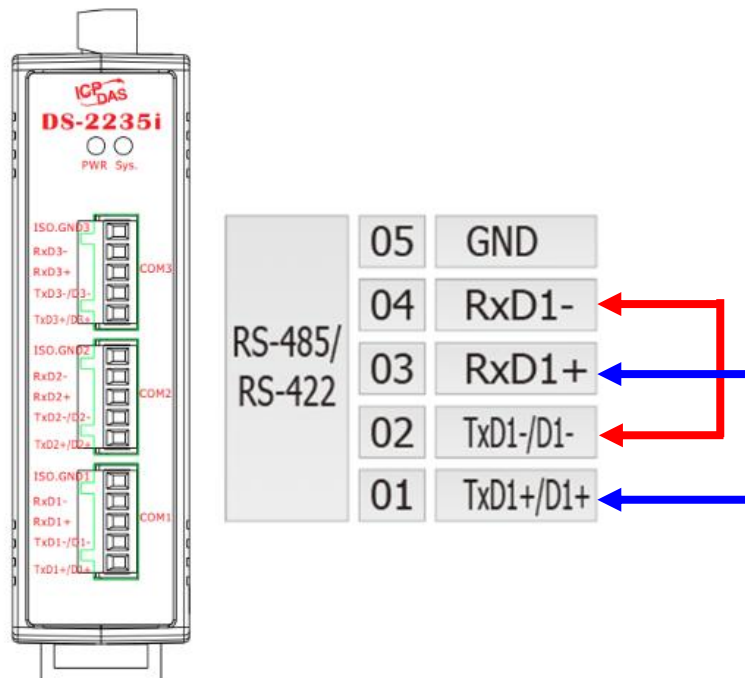 ICP DAS
DS-2235i
PWR Sys.
ISO.GND3
RxD3-
RxD3+
TxD3-/D3-
TxD3+/D3+
COM3
ISO.GND2
RxD2-
RxD2+
TxD2-/D2-
TxD2+/D2+
COM2
ISO.GND1
RxD1-
RxD1+
TxD1-/D1-
TxD1+/D1+
COM1
RS-485/
RS-422
05 GND
04 RxD1-
03 RxD1+
02 TxD1-/D1-
01 TxD1+/D1+